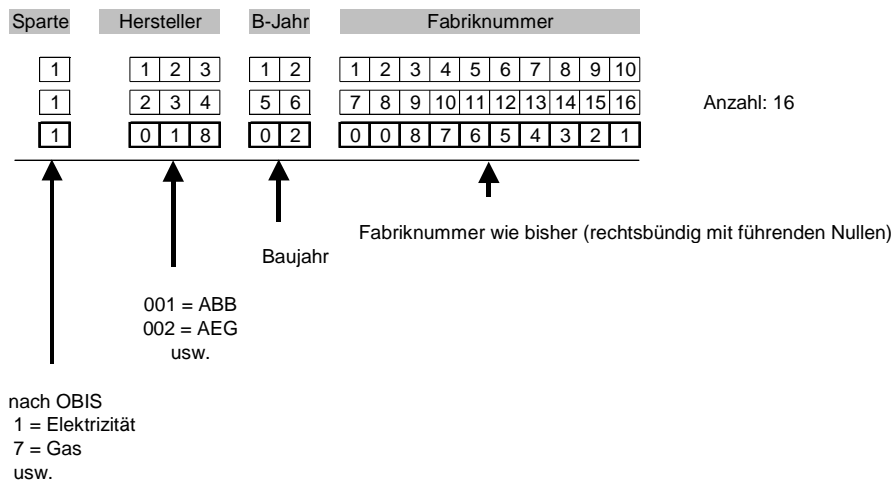 Sparte Hersteller B-Jahr Fabriknummer
1 1 2 3 1 2 1 2 3 4 5 6 7 8 9 10
1 2 3 4 5 6 7 8 9 10 11 12 13 14 15 16 Anzahl: 16
1 0 1 8 0 2 0 0 8 7 6 5 4 3 2 1
Fabriknummer wie bisher (rechtsbündig mit führenden Nullen)
Baujahr
001 = ABB
002 = AEG
usw.
nach OBIS
1 = Elektrizität
7 = Gas
usw.